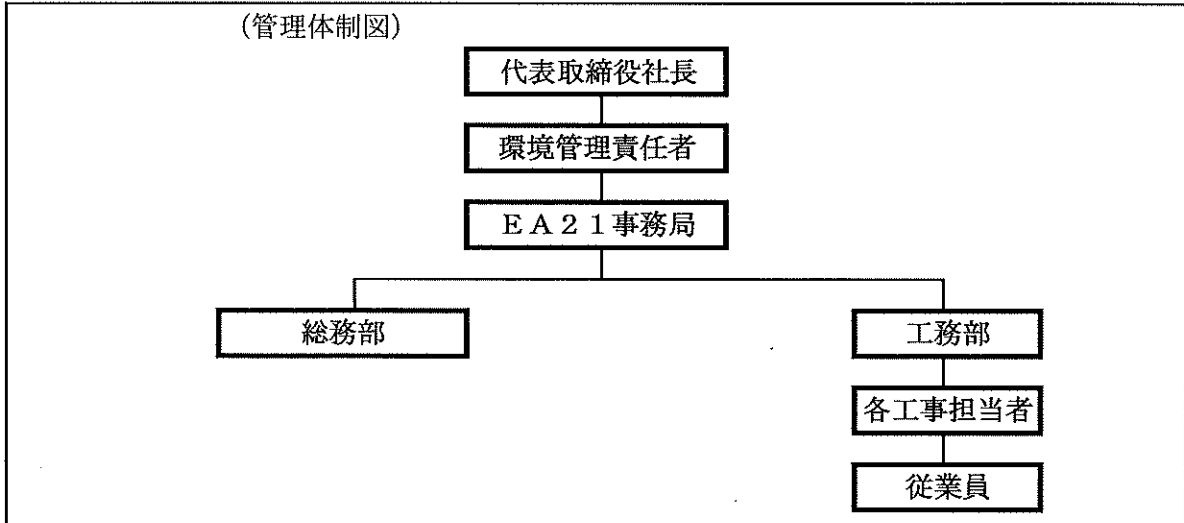 （管理体制図）
代表取締役社長
環境管理責任者
ＥＡ２１事務局
総務部
工務部
各工事担当者
従業員